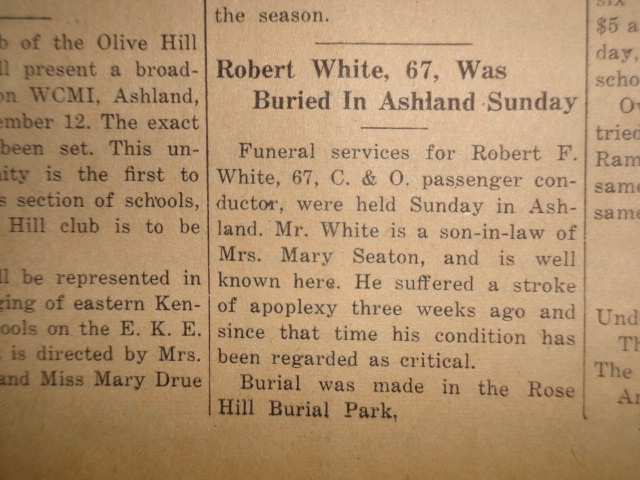 b of the Olive Hill
ll present a broad-
on WCMI, Ashland,
ember 12. The exact
been set. This un-
ity is the first to
s section of schools,
Hill club is to be
ll be represented in
ging of eastern Ken-
ools on the E. K. E.
is directed by Mrs.
and Miss Mary Drue
the season.
Robert White, 67, Was
Buried In Ashland Sunday
Funeral services for Robert F.
White, 67, C. & O. passenger con-
ductor, were held Sunday in Ash-
land. Mr. White is a son-in-law of
Mrs. Mary Seaton, and is well
known here. He suffered a stroke
of apoplexy three weeks ago and
since that time his condition has
been regarded as critical.
Burial was made in the Rose
Hill Burial Park,
six
$5 a
day,
scho
Ov
tried
Ram
same
same
Und
Th
The
An